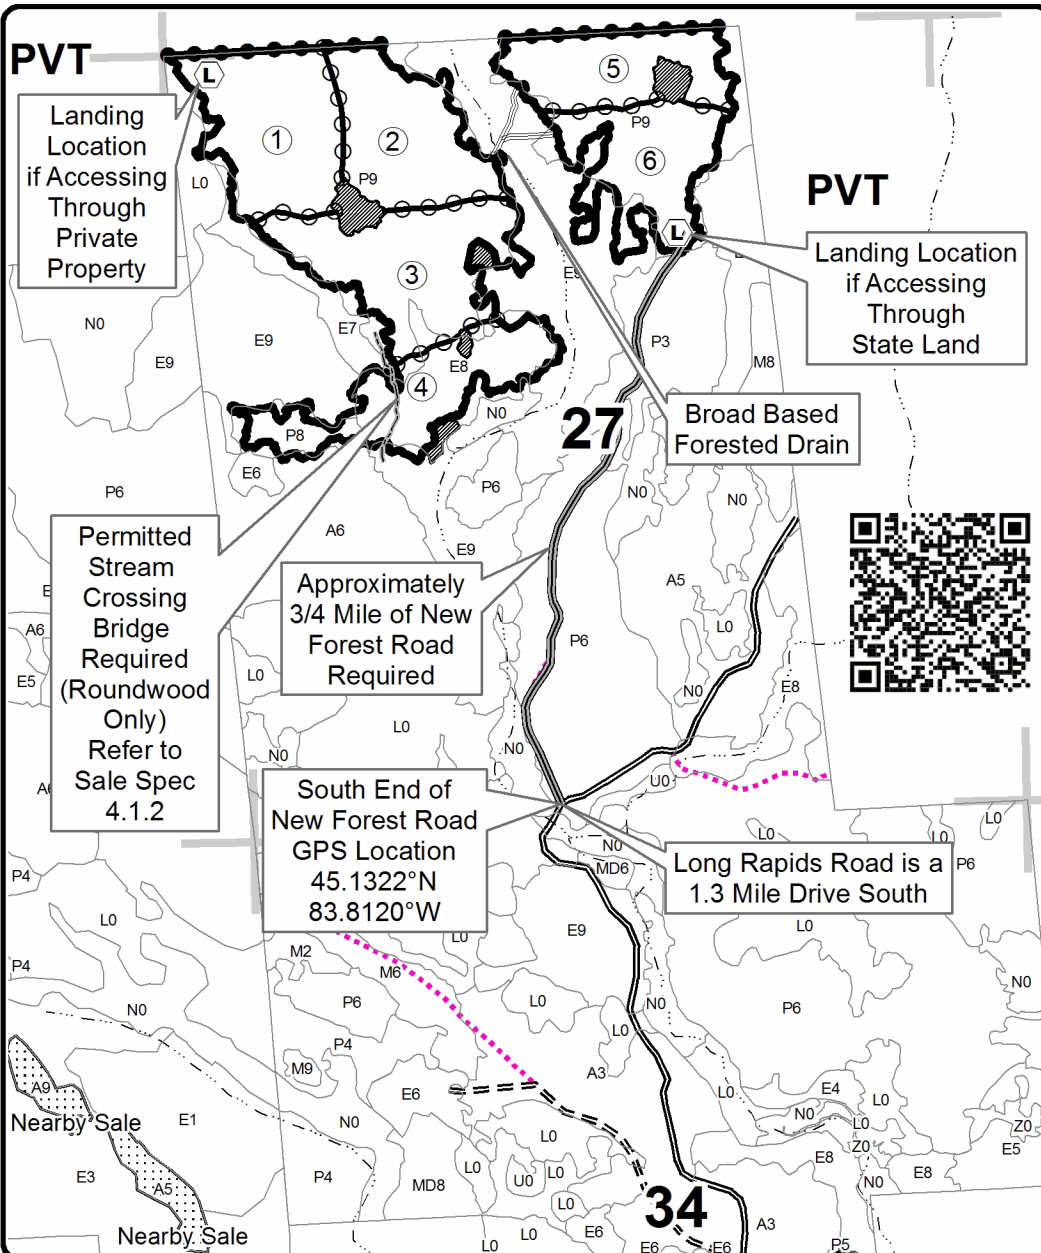 PVT
L
Landing
Location
if Accessing
Through
Private
Property
1
2
P9
L0
3
4
5
P9
6
L
PVT
Landing Location
if Accessing
Through
State Land
N0
E9
E9
E7
E8
P8
E6
N0
E9
P3
M8
27
Broad Based
Forested Drain
P6
P6
N0
N0
A6
E9
Permitted
Stream
Crossing
Bridge
Required
(Roundwood
Only)
Refer to
Sale Spec
4.1.2
Approximately
3/4 Mile of New
Forest Road
Required
A5
L0
P6
N0
E8
A6
E5
L0
L0
N0
N0
U0
South End of
New Forest Road
GPS Location
45.1322°N
83.8120°W
N0
MD6
Long Rapids Road is a
1.3 Mile Drive South
L0
L0
L0
P6
P4
L0
P4
N0
L0
M2
M6
E9
L0
P6
L0
N0
L0
N0
P6
P4
M9
E6
A3
A9
Nearby Sale
E1
N0
L0
L0
E4
N0
L0
L0
Z0
Z0
E5
E3
A5
P4
MD8
L0
U0
L0
E8
E8
N0
L0
34
Nearby Sale
L0
L0
E6
E6
E6
A3
P5